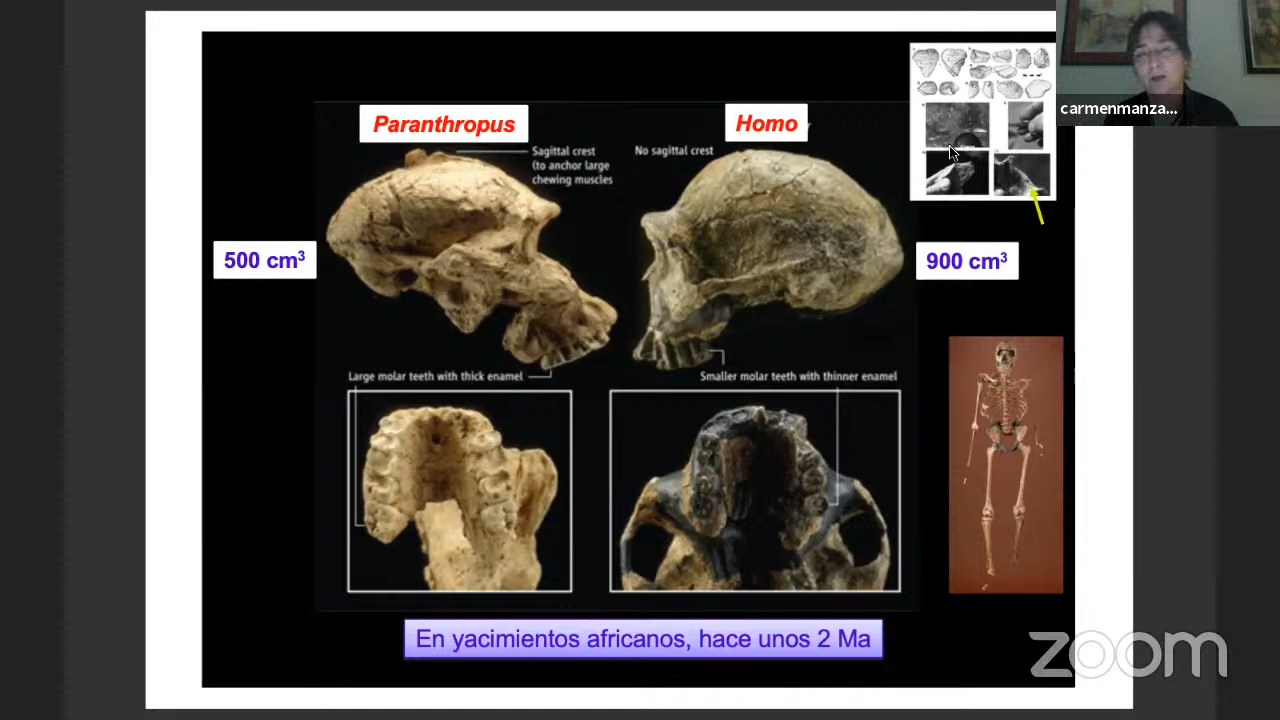 carmenmanza...
Paranthropus
Homo
Sagittal crest
(to anchor large
chewing muscles
No sagittal crest
500 cm³
900 cm³
Large molar teeth with thick enamel
Smaller molar teeth with thinner enamel
En yacimientos africanos, hace unos 2 Ma
zoom